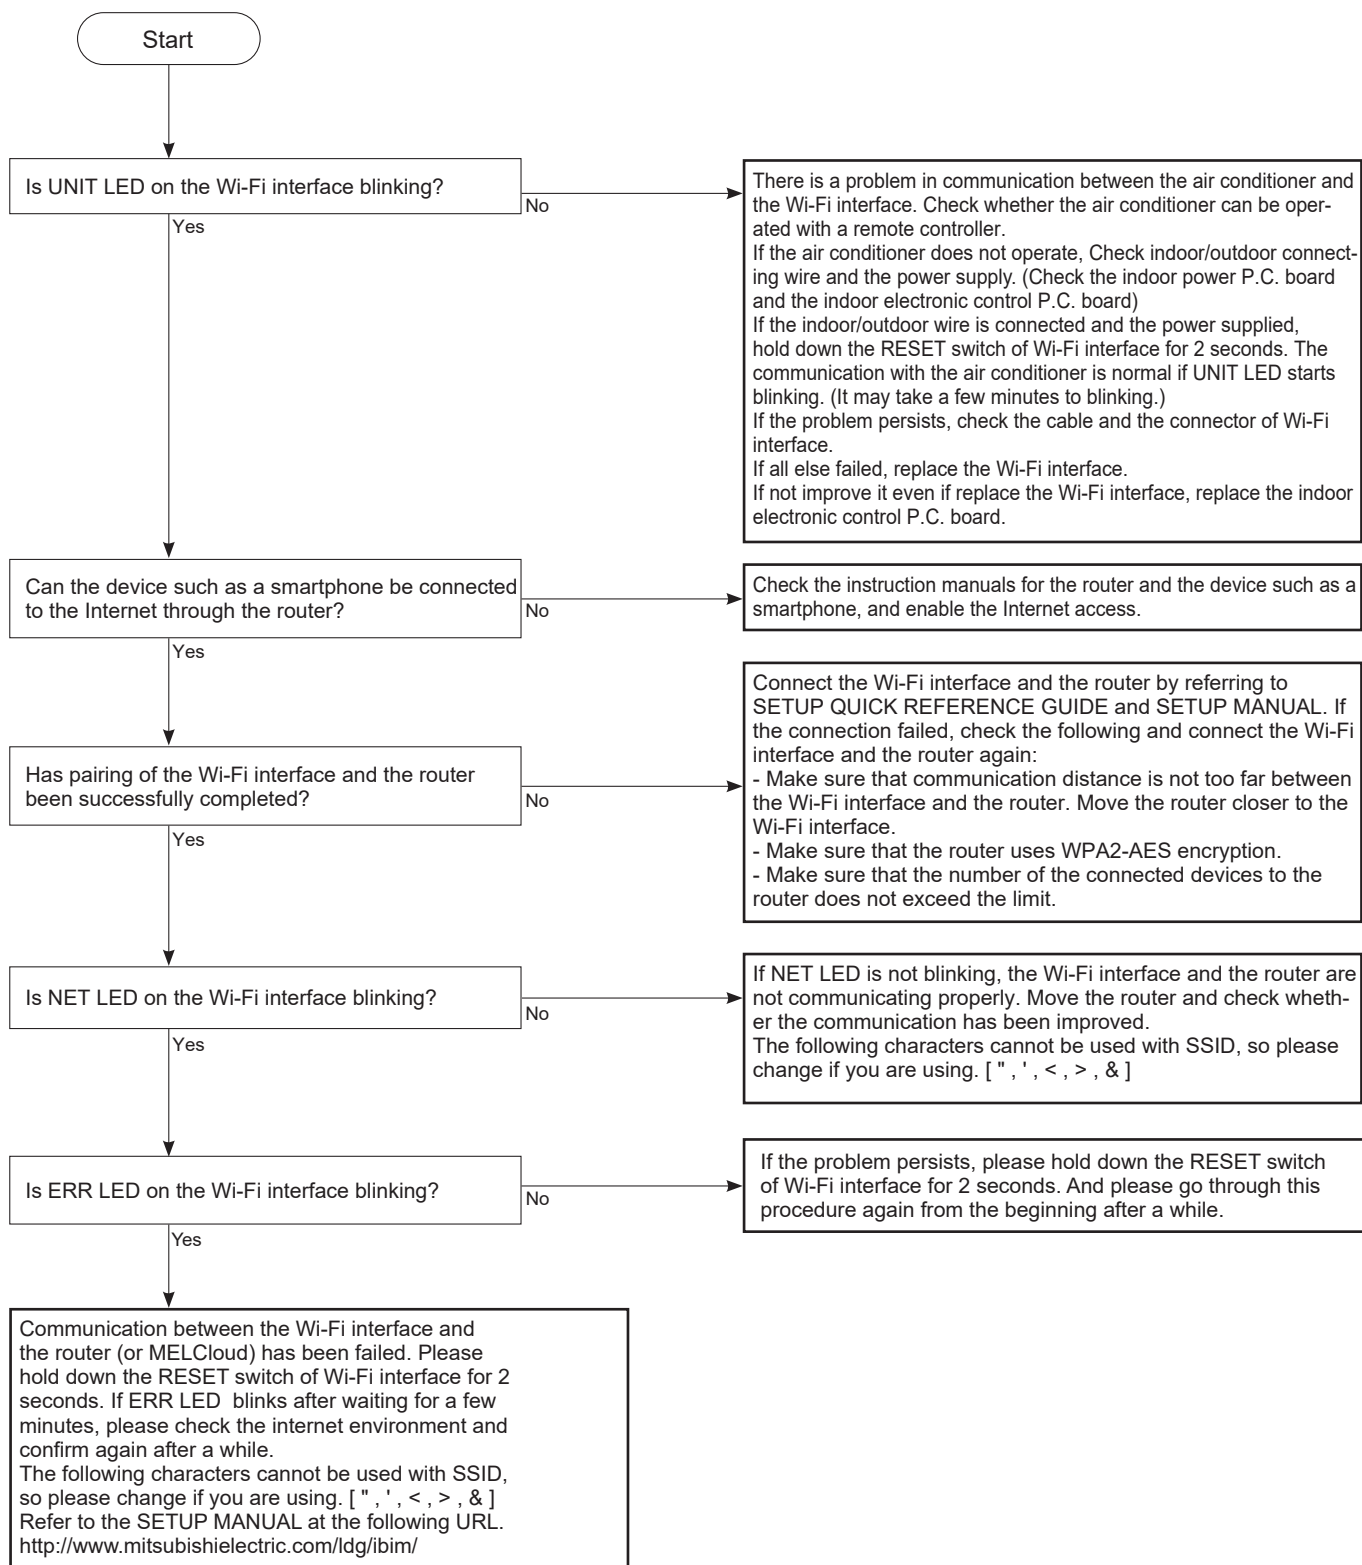 Start
Is UNIT LED on the Wi-Fi interface blinking?
No
Yes
There is a problem in communication between the air conditioner and
the Wi-Fi interface. Check whether the air conditioner can be oper-
ated with a remote controller.
If the air conditioner does not operate, Check indoor/outdoor connect-
ing wire and the power supply. (Check the indoor power P.C. board
and the indoor electronic control P.C. board)
If the indoor/outdoor wire is connected and the power supplied,
hold down the RESET switch of Wi-Fi interface for 2 seconds. The
communication with the air conditioner is normal if UNIT LED starts
blinking. (It may take a few minutes to blinking.)
If the problem persists, check the cable and the connector of Wi-Fi
interface.
If all else failed, replace the Wi-Fi interface.
If not improve it even if replace the Wi-Fi interface, replace the indoor
electronic control P.C. board.
Can the device such as a smartphone be connected
to the Internet through the router?
No
Yes
Check the instruction manuals for the router and the device such as a
smartphone, and enable the Internet access.
Has pairing of the Wi-Fi interface and the router
been successfully completed?
No
Yes
Connect the Wi-Fi interface and the router by referring to
SETUP QUICK REFERENCE GUIDE and SETUP MANUAL. If
the connection failed, check the following and connect the Wi-Fi
interface and the router again:
- Make sure that communication distance is not too far between
the Wi-Fi interface and the router. Move the router closer to the
Wi-Fi interface.
- Make sure that the router uses WPA2-AES encryption.
- Make sure that the number of the connected devices to the
router does not exceed the limit.
Is NET LED on the Wi-Fi interface blinking?
No
Yes
If NET LED is not blinking, the Wi-Fi interface and the router are
not communicating properly. Move the router and check wheth-
er the communication has been improved.
The following characters cannot be used with SSID, so please
change if you are using. [ " , ' , < , > , & ]
Is ERR LED on the Wi-Fi interface blinking?
No
Yes
If the problem persists, please hold down the RESET switch
of Wi-Fi interface for 2 seconds. And please go through this
procedure again from the beginning after a while.
Communication between the Wi-Fi interface and
the router (or MELCloud) has been failed. Please
hold down the RESET switch of Wi-Fi interface for 2
seconds. If ERR LED  blinks after waiting for a few
minutes, please check the internet environment and
confirm again after a while.
The following characters cannot be used with SSID,
so please change if you are using. [ " , ' , < , > , & ]
Refer to the SETUP MANUAL at the following URL.
http://www.mitsubishielectric.com/ldg/ibim/